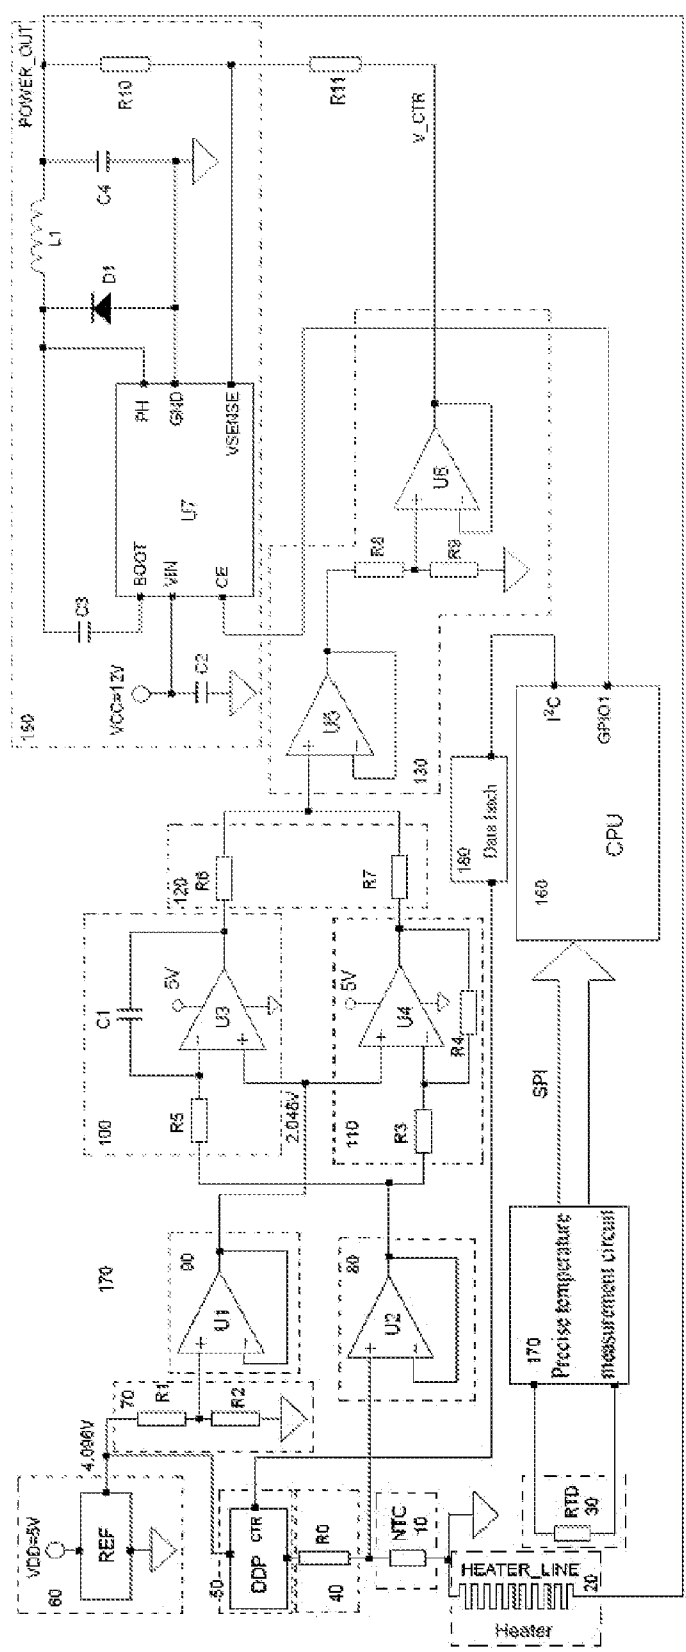 POWER_OUT
R10
R11
V_CTR
L1
C4
D1
PH
GND
VSENSE
U7
BOOT
VIN
CE
C3
VCC=12V
C2
150
U6
R8
R9
U5
130
I²C
GPIO1
CPU
160
Data latch
180
SPI
120
R6
R7
C1
5V
U3
R5
100
2.048V
5V
U4
R4
R3
110
170
90
U1
80
U2
70
R1
R2
4.096V
VDD=5V
REF
60
50
CTR
DDP
R0
40
NTC
10
HEATER_LINE
20
Heater
RTD
30
170
Precise temperature
measurement circuit